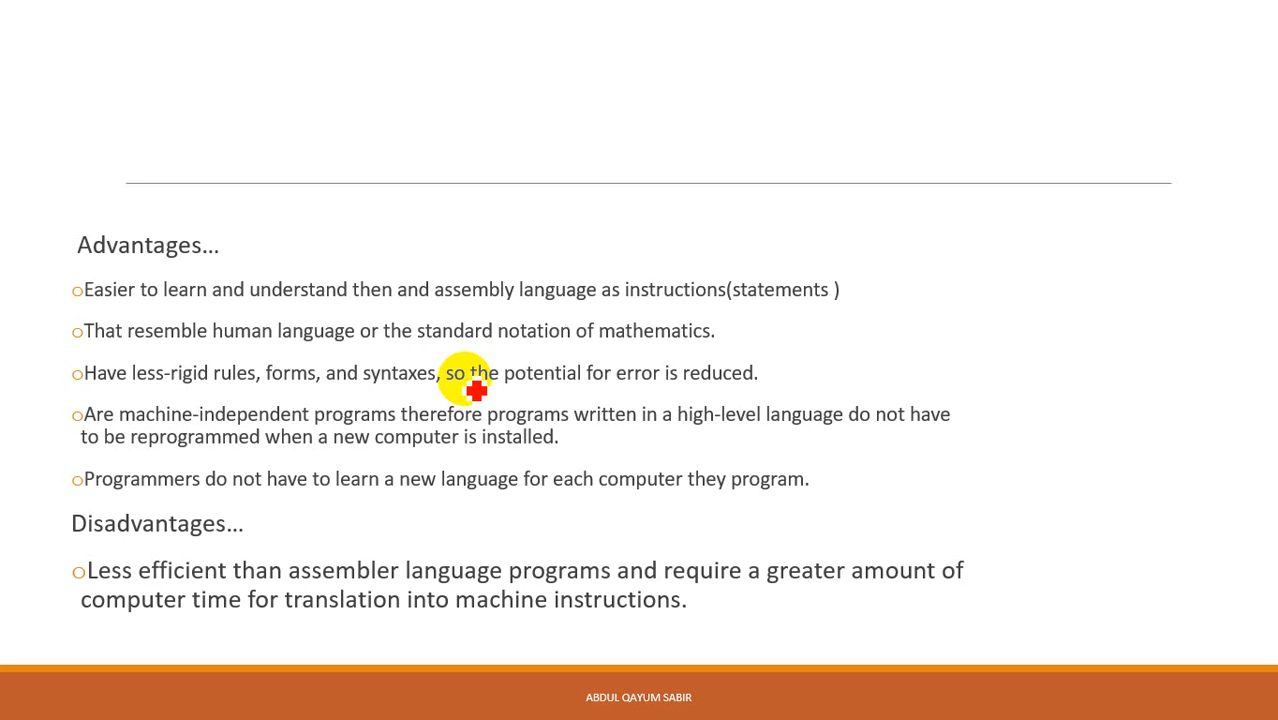 Advantages...
oEasier to learn and understand then and assembly language as instructions(statements )
oThat resemble human language or the standard notation of mathematics.
oHave less-rigid rules, forms, and syntaxes, so the potential for error is reduced.
oAre machine-independent programs therefore programs written in a high-level language do not have
to be reprogrammed when a new computer is installed.
oProgrammers do not have to learn a new language for each computer they program.
Disadvantages...
oLess efficient than assembler language programs and require a greater amount of
computer time for translation into machine instructions.
ABDUL QAYUM SABIR